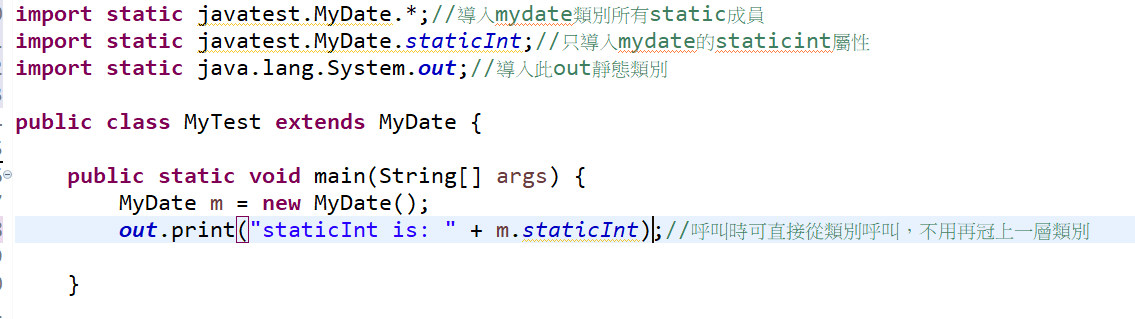 import static javatest.MyDate.*;//導入mydate類別所有static成員
import static javatest.MyDate.staticInt;//只導入mydate的staticint屬性
import static java.lang.System.out;//導入此out靜態類別
public class MyTest extends MyDate {
public static void main(String[] args) {
MyDate m = new MyDate();
out.print("staticInt is: " + m.staticInt);//呼叫時可直接從類別呼叫，不用再冠上一層類別
}